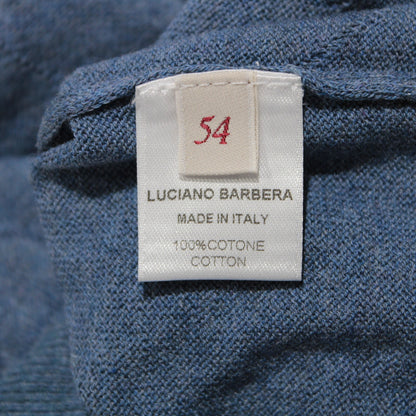 54
LUCIANO BARBERA
MADE IN ITALY
100%COTONE
COTTON